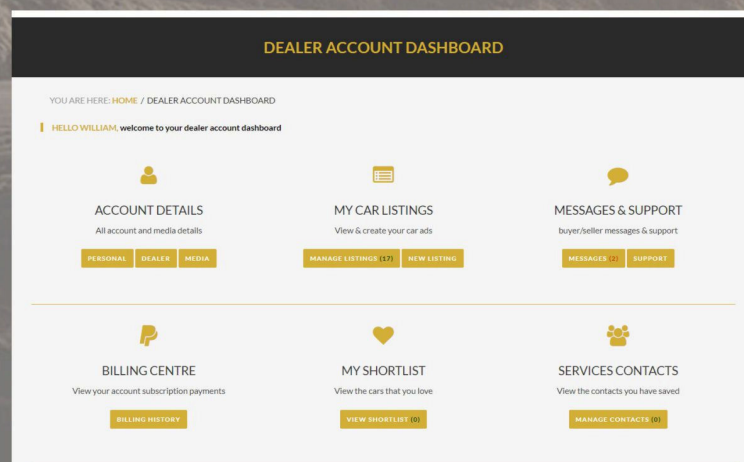 DEALER ACCOUNT DASHBOARD
YOU ARE HERE: HOME / DEALER ACCOUNT DASHBOARD
HELLO WILLIAM, welcome to your dealer account dashboard
ACCOUNT DETAILS
All account and media details
PERSONAL DEALER MEDIA
MY CAR LISTINGS
View & create your car ads
MANAGE LISTINGS (17) NEW LISTING
MESSAGES & SUPPORT
buyer/seller messages & support
MESSAGES (2) SUPPORT
BILLING CENTRE
View your account subscription payments
BILLING HISTORY
MY SHORTLIST
View the cars that you love
VIEW SHORTLIST (0)
SERVICES CONTACTS
View the contacts you have saved
MANAGE CONTACTS (0)